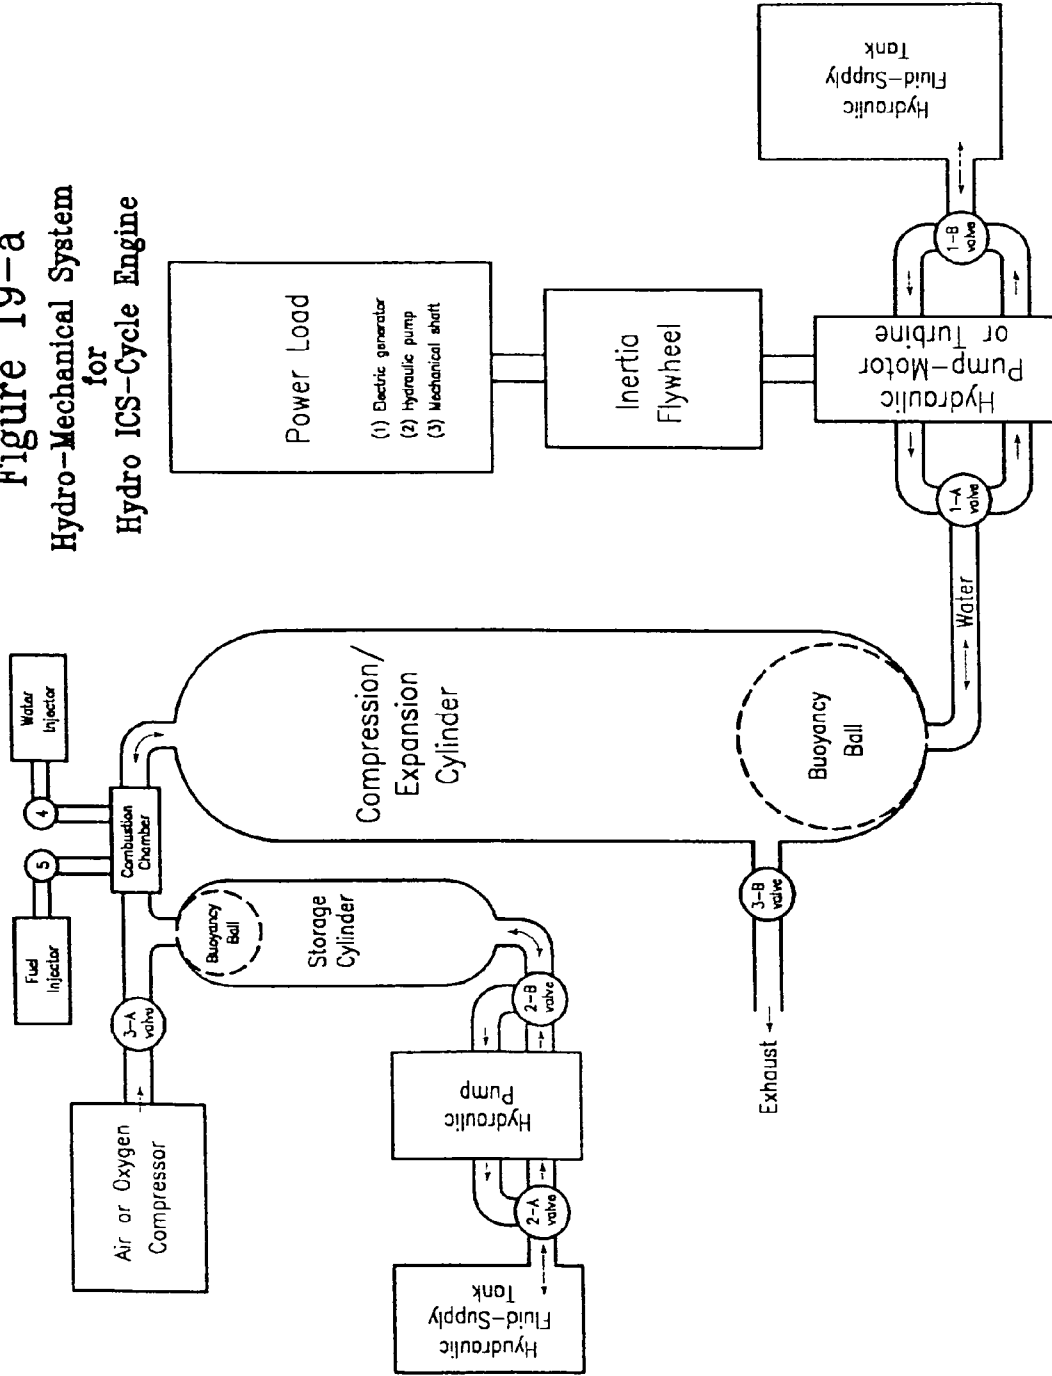 Figure 19-a
Hydro-Mechanical System
for
Hydro ICS-Cycle Engine
Water
Injector
4
Fuel
Injector
5
Combustion
Chamber
3-A
valve
Air or Oxygen
Compressor
Buoyancy
Ball
Storage
Cylinder
2-B
valve
Hydraulic
Pump
2-A
valve
Hyudraulic
Fluid-Supply
Tank
Compression/
Expansion
Cylinder
Buoyancy
Ball
3-B
valve
Exhaust
Water
1-A
valve
Hydraulic
Pump-Motor
or Turbine
1-B
valve
Hydraulic
Fluid-Supply
Tank
Inertia
Flywheel
Power Load
(1) Electric generator
(2) Hydraulic pump
(3) Mechanical shaft